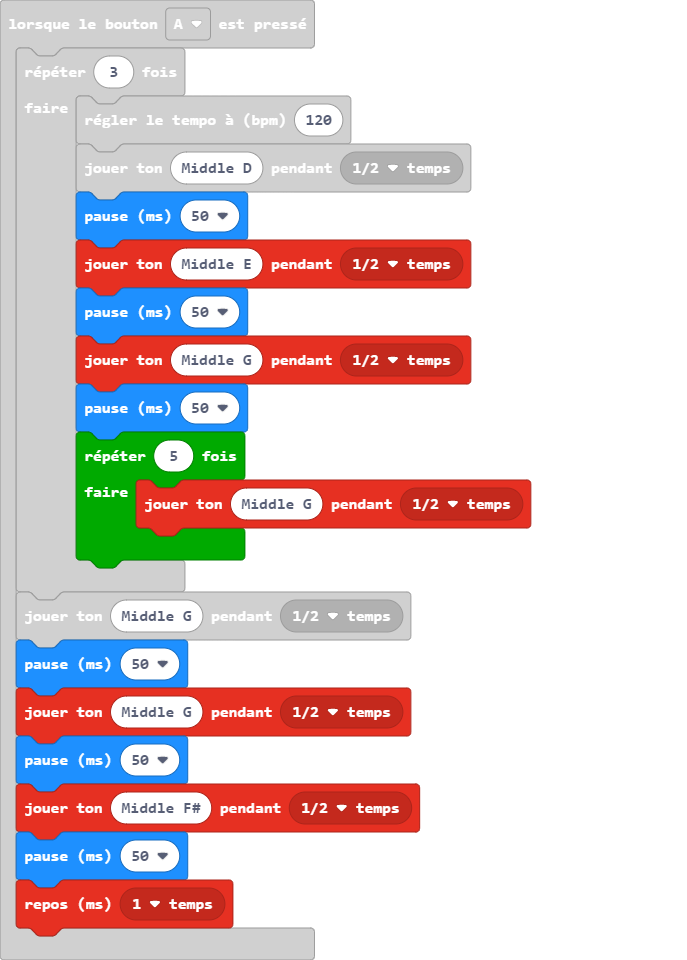 lorsque le bouton A est pressé
répéter 3 fois
faire
régler le tempo à (bpm) 120
jouer ton Middle D pendant 1/2 temps
pause (ms) 50
jouer ton Middle E pendant 1/2 temps
pause (ms) 50
jouer ton Middle G pendant 1/2 temps
pause (ms) 50
répéter 5 fois
faire
jouer ton Middle G pendant 1/2 temps
jouer ton Middle G pendant 1/2 temps
pause (ms) 50
jouer ton Middle G pendant 1/2 temps
pause (ms) 50
jouer ton Middle F# pendant 1/2 temps
pause (ms) 50
repos (ms) 1 temps